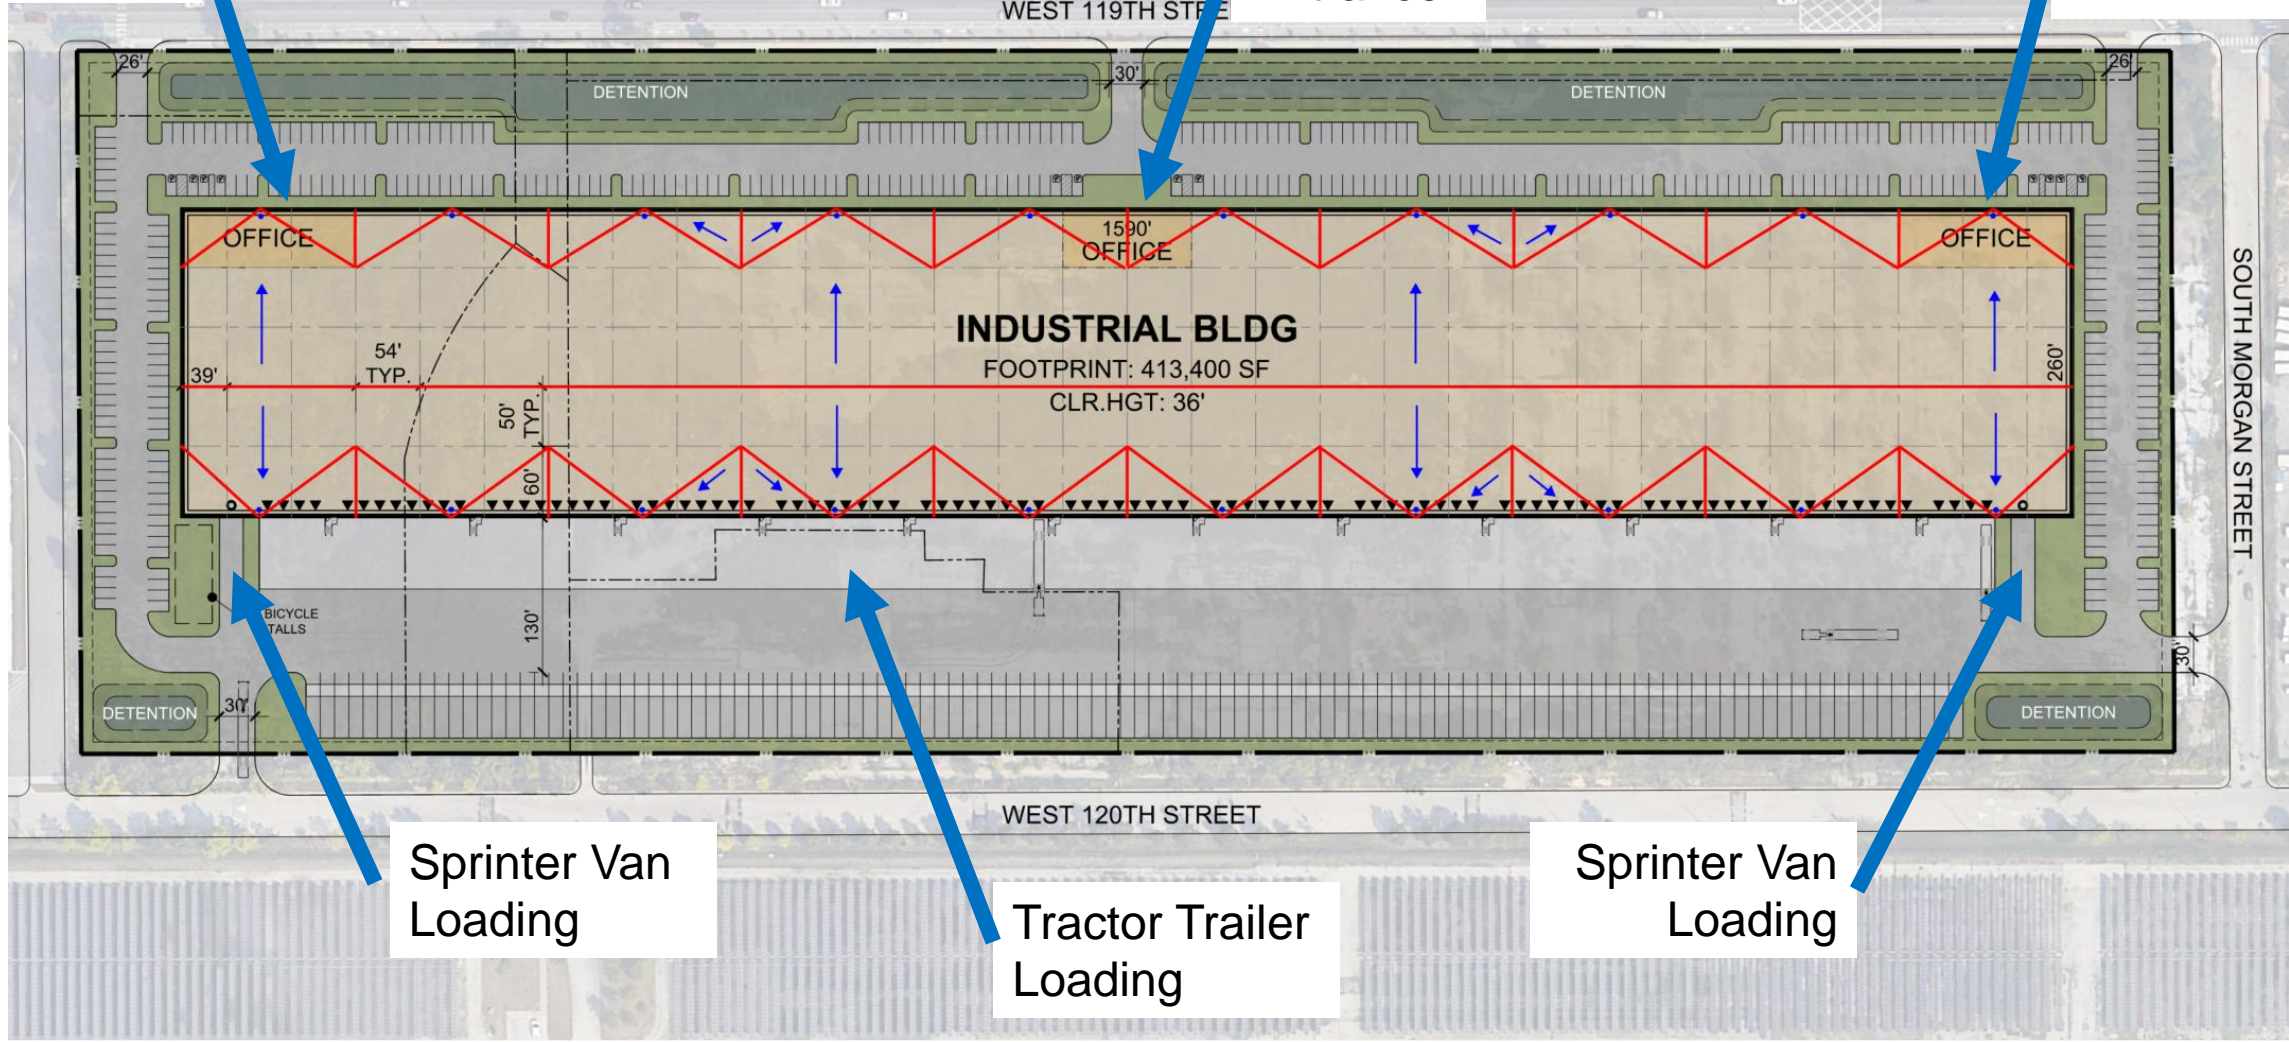 WEST 119TH STREE
26'
30'
26'
DETENTION
DETENTION
OFFICE
1590'
OFFICE
OFFICE
INDUSTRIAL BLDG
FOOTPRINT: 413,400 SF
CLR.HGT: 36'
54'
TYP.
39'
50'
TYP.
60'
260'
SOUTH MORGAN STREET
BICYCLE
TALLS
130'
30'
30'
DETENTION
DETENTION
WEST 120TH STREET
Sprinter Van
Loading
Tractor Trailer
Loading
Sprinter Van
Loading